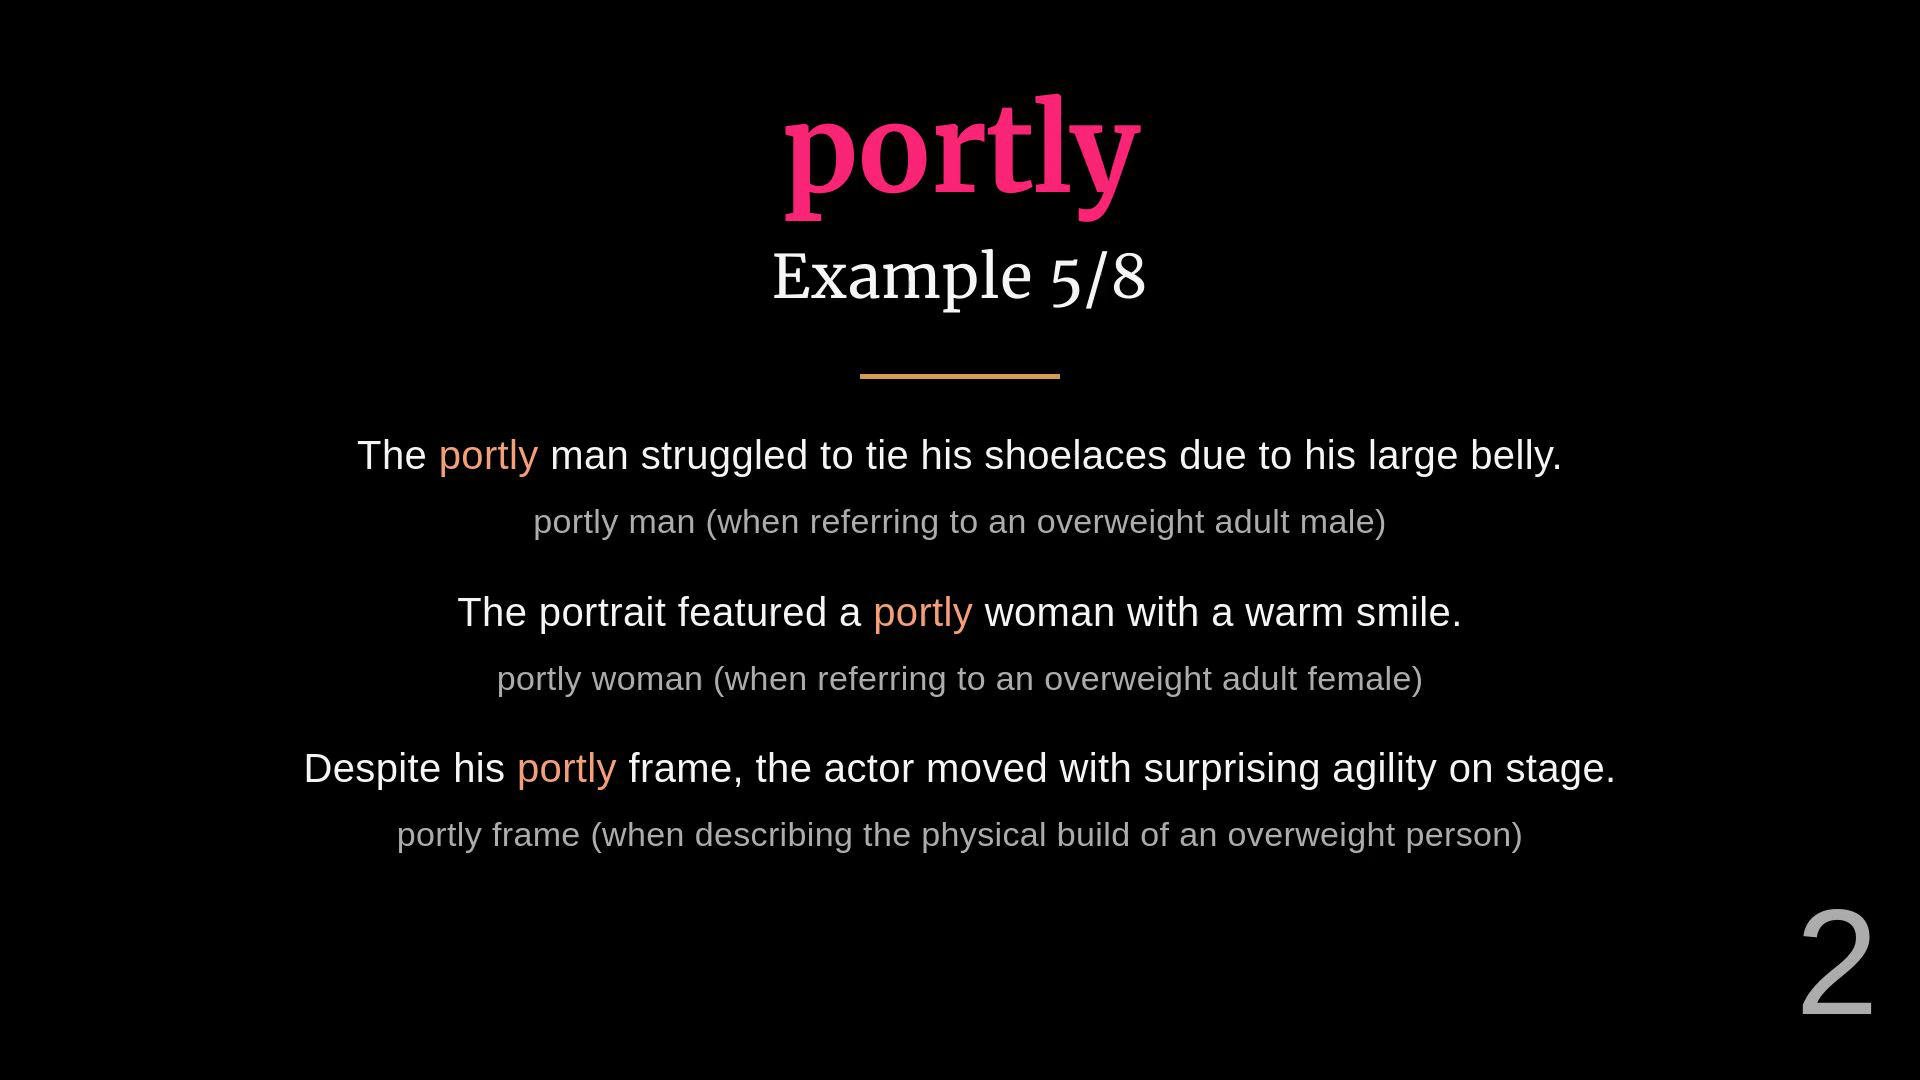 portly
Example 5/8
The portly man struggled to tie his shoelaces due to his large belly.
portly man (when referring to an overweight adult male)
The portrait featured a portly woman with a warm smile.
portly woman (when referring to an overweight adult female)
Despite his portly frame, the actor moved with surprising agility on stage.
portly frame (when describing the physical build of an overweight person)
2